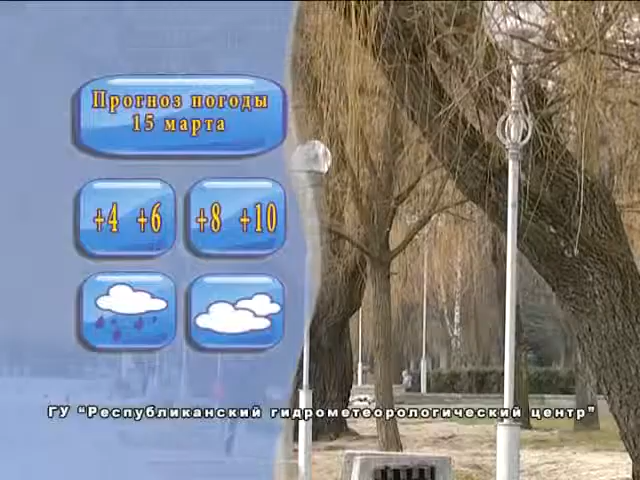 Прогноз погоды
15 марта
+4 +6 +8 +10
ГУ "Республиканский гидрометеорологический центр"